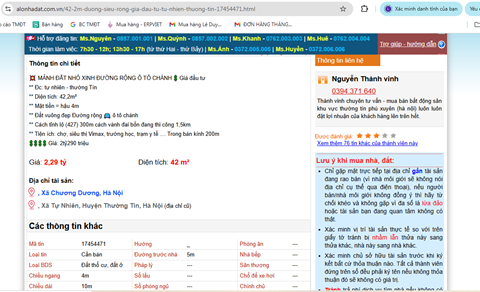 alonhadat.com.vn/42-2m-duong-sieu-rong-gia-dau-tu-tu-nhien-thuong-tin-17454471.html
Xác minh danh tính của bạn
TMĐT
Bán hàng
BC TMĐT
Mua hàng
ERPVIET
Mua hàng Lê Duy...
ĐƠN HÀNG THÁNG...
Hỗ trợ đăng tin: Ms.Nguyên 0857.001.001 Ms.Quỳnh 0857.002.002 Ms.Khanh 0762.003.003 Ms.Huệ 0762.004.004
Thời gian làm việc: 7h30 - 12h; 13h30 - 17h (từ thứ Hai - thứ Bảy) Ms.Ánh 0372.005.005 Ms.Huyền 0372.006.006
Trợ giúp - hướng dẫn
Thông tin chi tiết
MẢNH ĐẤT NHỎ XINH ĐƯỜNG RỘNG Ô TÔ CHÁNH Giá đầu tư
** Đc: tự nhiên - thường Tín
** Diện tích: 42,2m²
** Mặt tiền = hậu 4m
** Đất vuông đẹp Đường rộng ô tô chánh
** Cách tỉnh lộ (427) 300m cách vành đai bốn đang thi công 1,5km
** Tiện ích: chợ, siêu thị Vimax, trường học, trạm y tế .... Trong bán kính 200m
Giá: 2tỷ290 triệu
Giá: 2,29 tỷ Diện tích: 42 m²
Địa chỉ tài sản:
, Xã Chương Dương, Hà Nội
Xã Tự Nhiên, Huyện Thường Tín, Hà Nội (địa chỉ cũ)
Các thông tin khác
Mã tin 17454471 Hướng _ Phòng ăn ---
Loại tin Cần bán Đường trước nhà 5m Nhà bếp ---
Loại BDS Đất thổ cư, đất ở Pháp lý --- Sân thượng ---
Chiều ngang 4m Số lầu --- Chỗ để xe hơi ---
Chiều dài 10m Số phòng ngủ --- Chính chủ ---
Thông tin liên hệ
Nguyễn Thành vinh
0394.371.640
Thành vinh chuyên tư vấn - mua bán bất động sản khu vực thường tín phú xuyên (hà nội) luôn luôn đặt lợi nhuận của khách hàng lên trên hết.
Được đánh giá:
Xem thêm 76 tin khác của thành viên này
Lưu ý khi mua nhà, đất:
Chỉ gặp mặt trực tiếp tại địa chỉ gần tài sản đang rao bán (vì nhà môi giới sẽ không nói địa chỉ cụ thể qua điện thoại), nếu người bán/nhà môi giới không đồng ý thì hãy từ chối khéo và không gặp vì đa số là lừa đảo hoặc tài sản bạn đang quan tâm không có thật.
Xác minh vị trí tài sản thực tế so với trên giấy tờ tránh bị nhầm lẫn thửa này sang thửa khác, nhà này sang nhà khác.
Xác minh chủ sở hữu tài sản trước khi ký kết bất cứ thỏa thuận nào. Tất cả thành viên đứng trên sổ đều phải ký tên nếu không thỏa thuận đó sẽ không có giá trị.